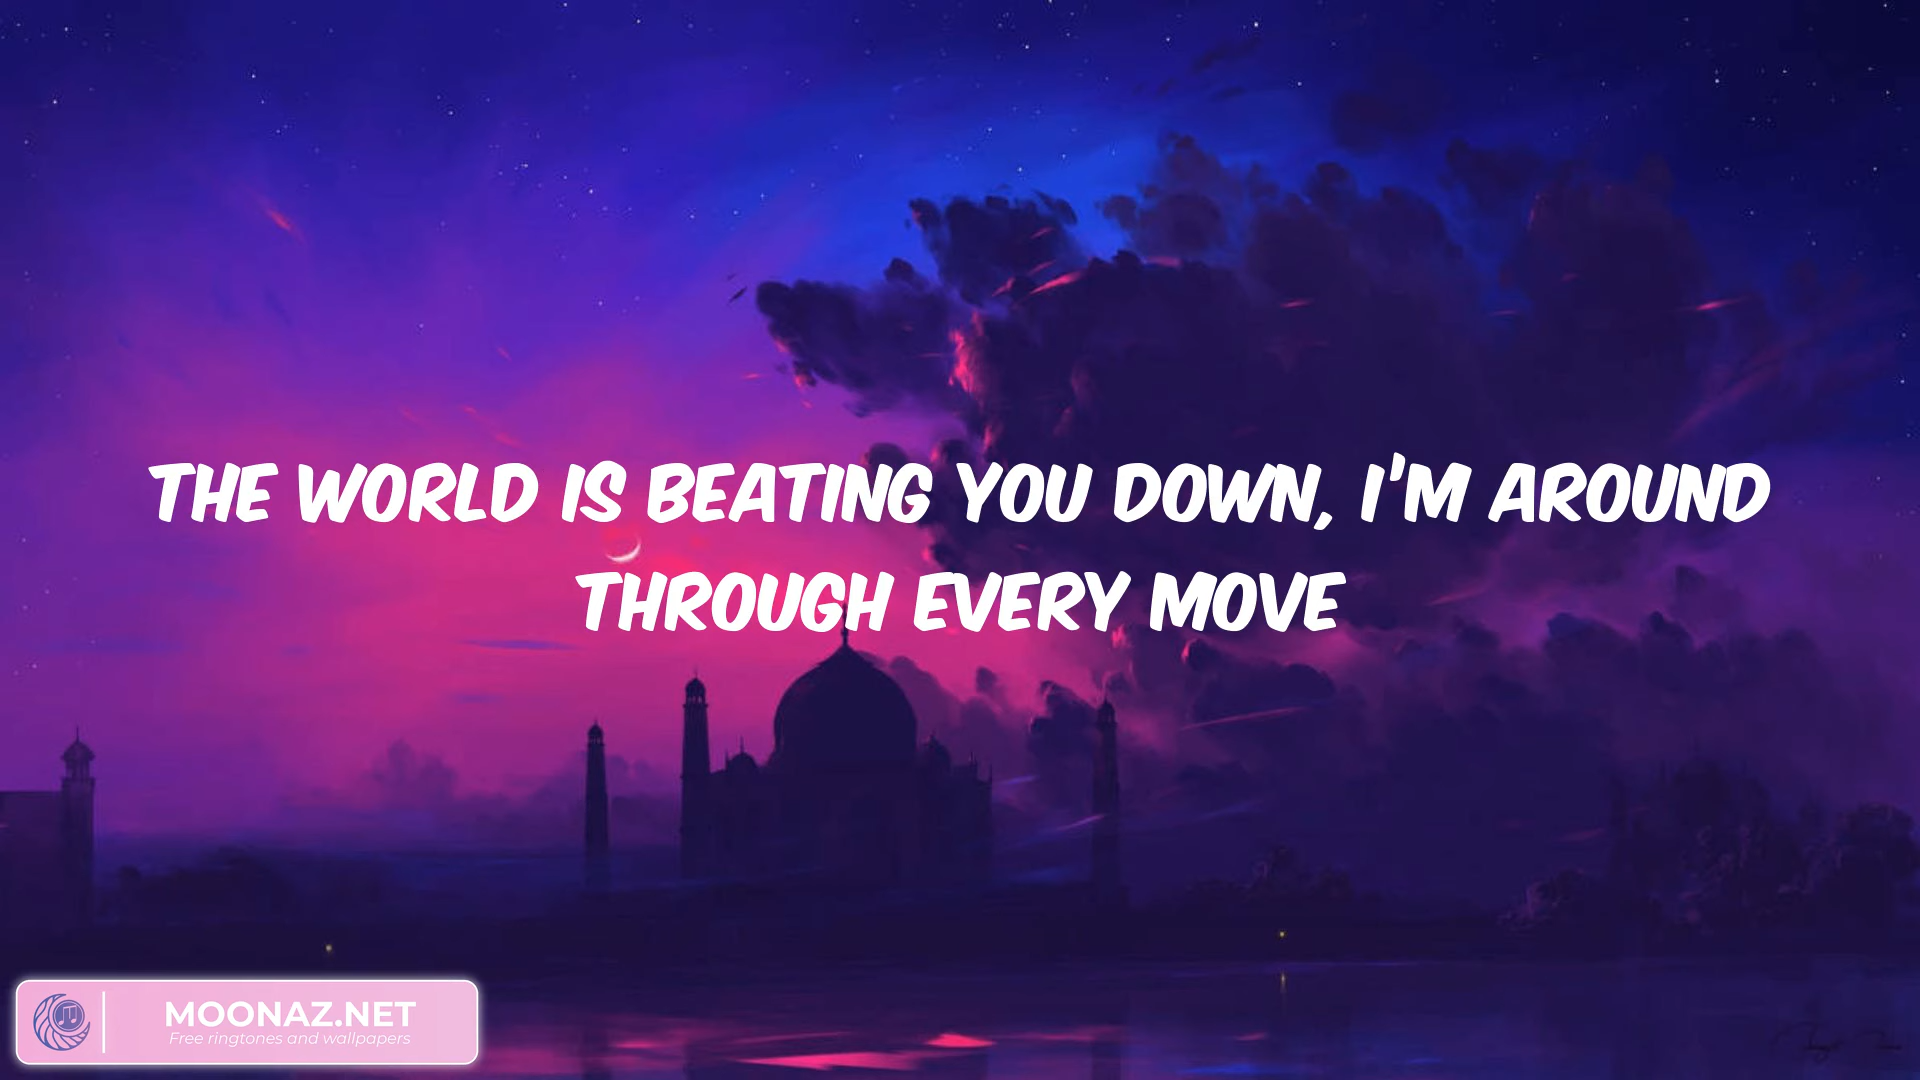 THE WORLD IS BEATING YOU DOWN, I'M AROUND
THROUGH EVERY MOVE
MOONAZ.NET
Free ringtones and wallpapers